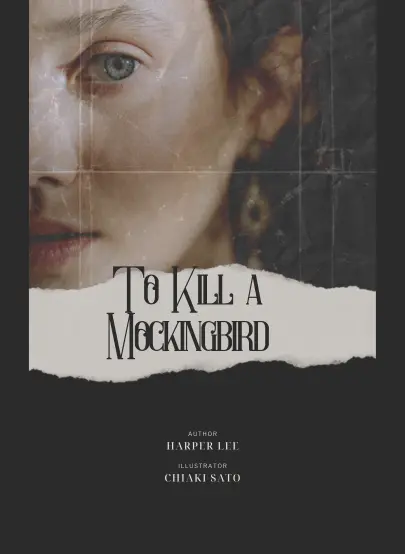 To Kill a
Mockingbird
AUTHOR
HARPER LEE
ILLUSTRATOR
CHIAKI SATO